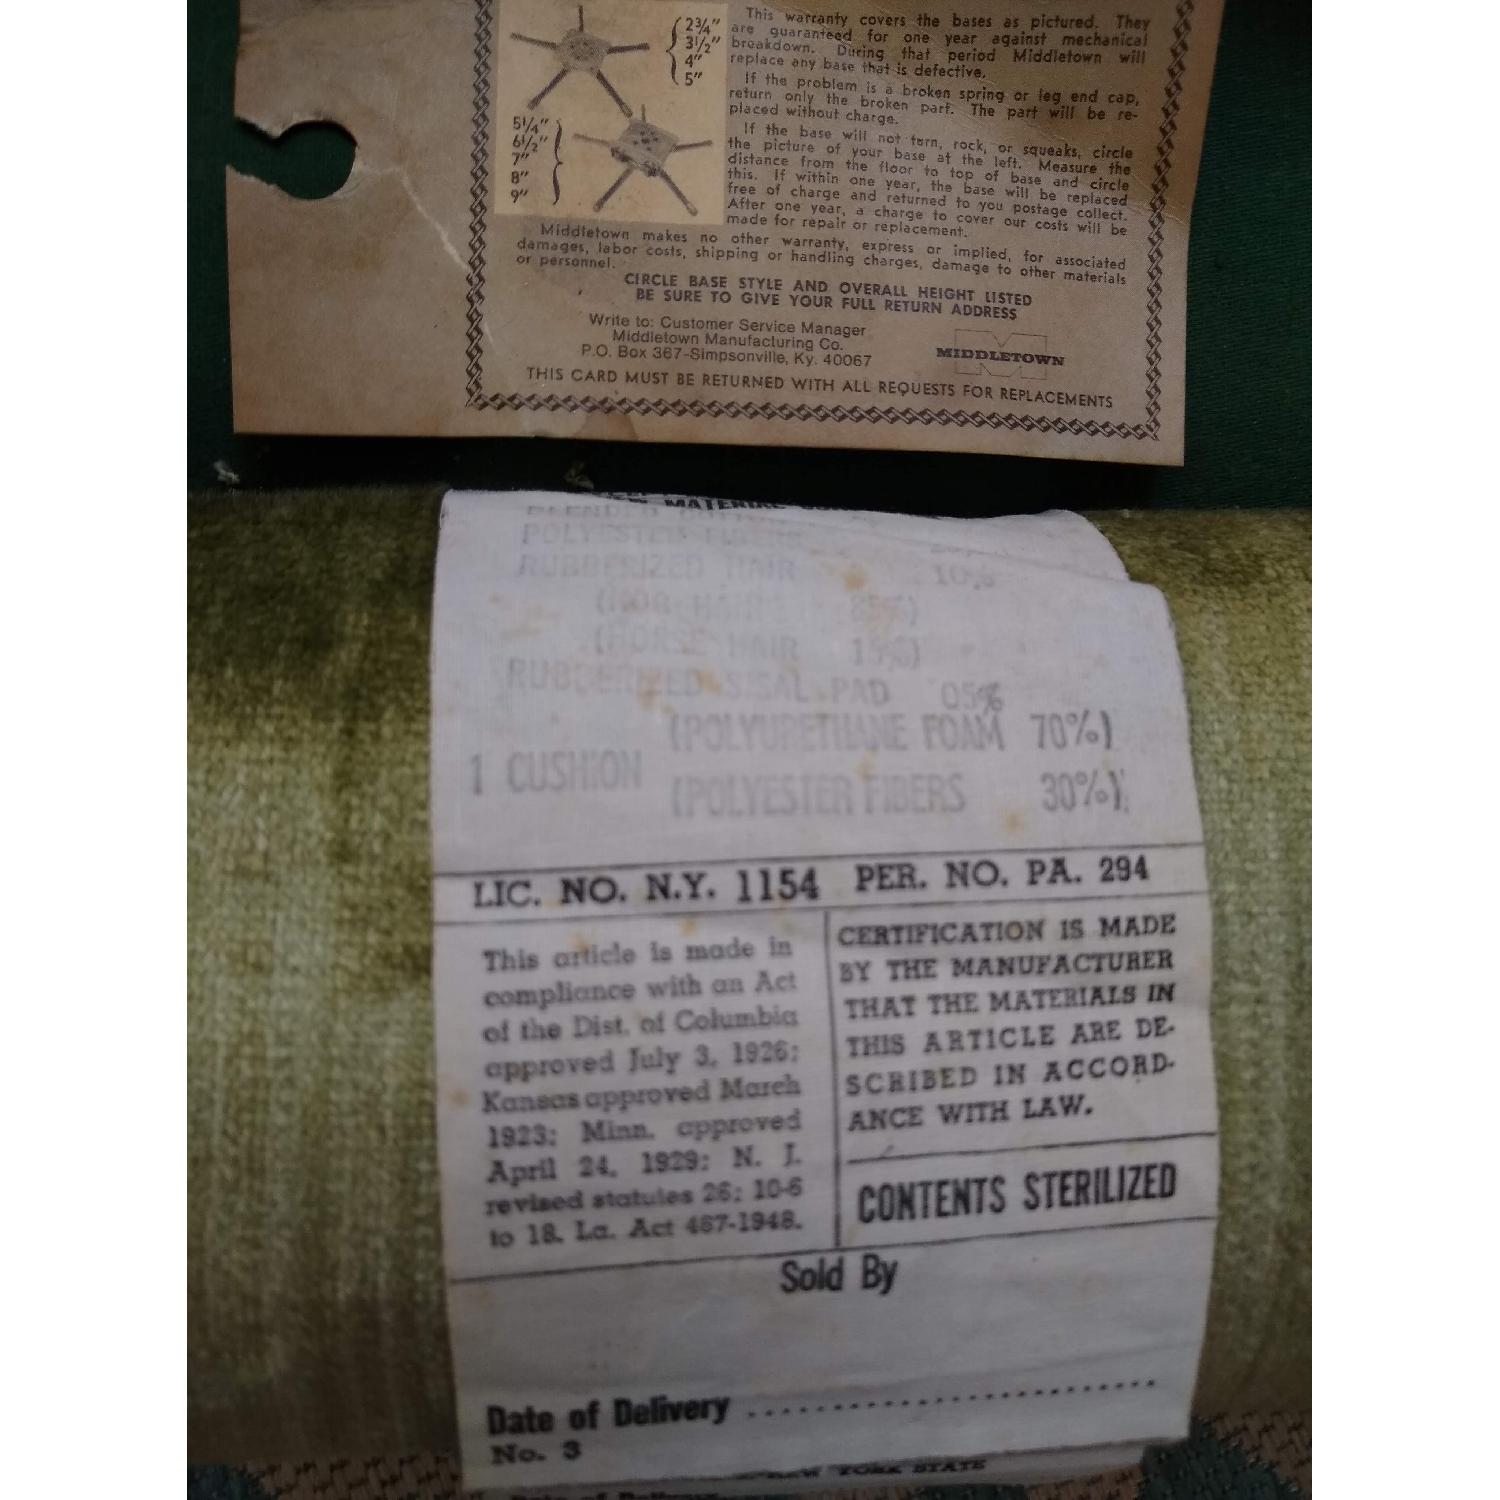 This warranty covers the bases as pictured. They
are guaranteed for one year against mechanical
breakdown. During that period Middletown will
replace any base that is defective.
If the problem is a broken spring or leg end cap,
return only the broken part. The part will be re-
placed without charge.
If the base will not turn, rock, or squeaks, circle
the picture of your base at the left. Measure the
distance from the floor to top of base and circle
this. If within one year, the base will be replaced
free of charge and returned to you postage collect.
After one year, a charge to cover our costs will be
made for repair or replacement.
2¾"
3½"
4"
5"
5¼"
6½"
7"
8"
9"
Middletown makes no other warranty, express or implied, for associated
damages, labor costs, shipping or handling charges, damage to other materials
or personnel.
CIRCLE BASE STYLE AND OVERALL HEIGHT LISTED
BE SURE TO GIVE YOUR FULL RETURN ADDRESS
Write to: Customer Service Manager
Middletown Manufacturing Co.
P.O. Box 367-Simpsonville, Ky. 40067
MIDDLETOWN
THIS CARD MUST BE RETURNED WITH ALL REQUESTS FOR REPLACEMENTS
MATERIAL
BLENDED
POLYESTER FIBERS
RUBBERIZED HAIR 10%
(HOG HAIR
(HORSE HAIR 15%)
RUBBERIZED SISAL PAD 05%
(POLYURETHANE FOAM 70%)
1 CUSHION
(POLYESTER FIBERS 30%)
LIC. NO. N.Y. 1154 PER. NO. PA. 294
This article is made in
compliance with an Act
of the Dist. of Columbia
approved July 3, 1926;
Kansas approved March
1923; Minn. approved
April 24, 1929; N. J.
revised statutes 26; 10-6
to 18. La. Act 467-1948.
CERTIFICATION IS MADE
BY THE MANUFACTURER
THAT THE MATERIALS IN
THIS ARTICLE ARE DE-
SCRIBED IN ACCORD-
ANCE WITH LAW.
CONTENTS STERILIZED
Sold By
Date of Delivery ..............................
No. 3
NEW YORK STATE